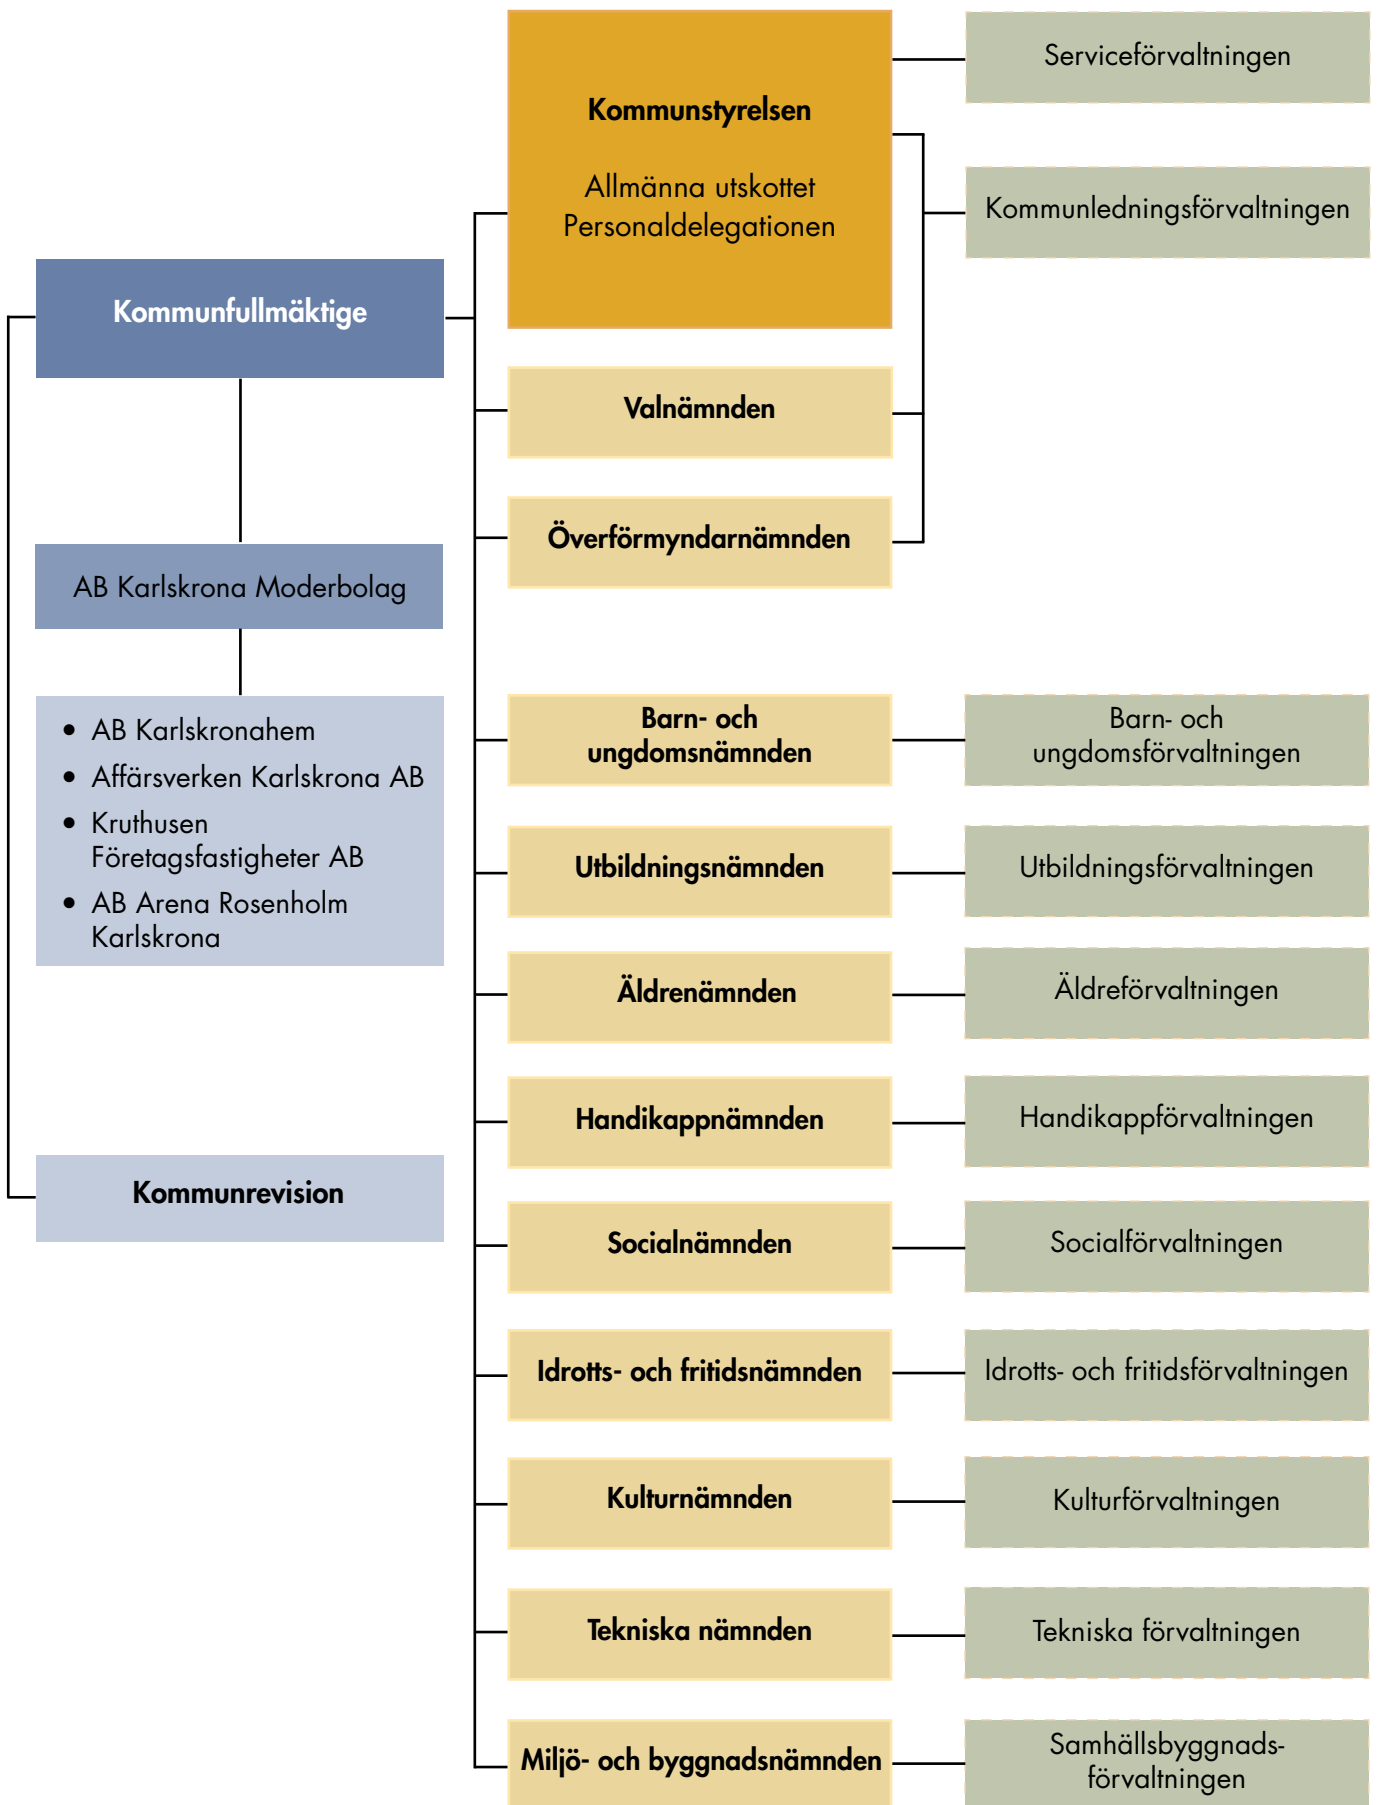 Kommunstyrelsen
Allmänna utskottet
Personaldelegationen
Serviceförvaltningen
Kommunledningsförvaltningen
Kommunfullmäktige
Valnämnden
Överförmyndarnämnden
AB Karlskrona Moderbolag
• AB Karlskronahem
• Affärsverken Karlskrona AB
• Kruthusen
Företagsfastigheter AB
• AB Arena Rosenholm
Karlskrona
Kommunrevision
Barn- och
ungdomsnämnden
Barn- och
ungdomsförvaltningen
Utbildningsnämnden
Utbildningsförvaltningen
Äldrenämnden
Äldreförvaltningen
Handikappnämnden
Handikappförvaltningen
Socialnämnden
Socialförvaltningen
Idrotts- och fritidsnämnden
Idrotts- och fritidsförvaltningen
Kulturnämnden
Kulturförvaltningen
Tekniska nämnden
Tekniska förvaltningen
Miljö- och byggnadsnämnden
Samhällsbyggnads-
förvaltningen